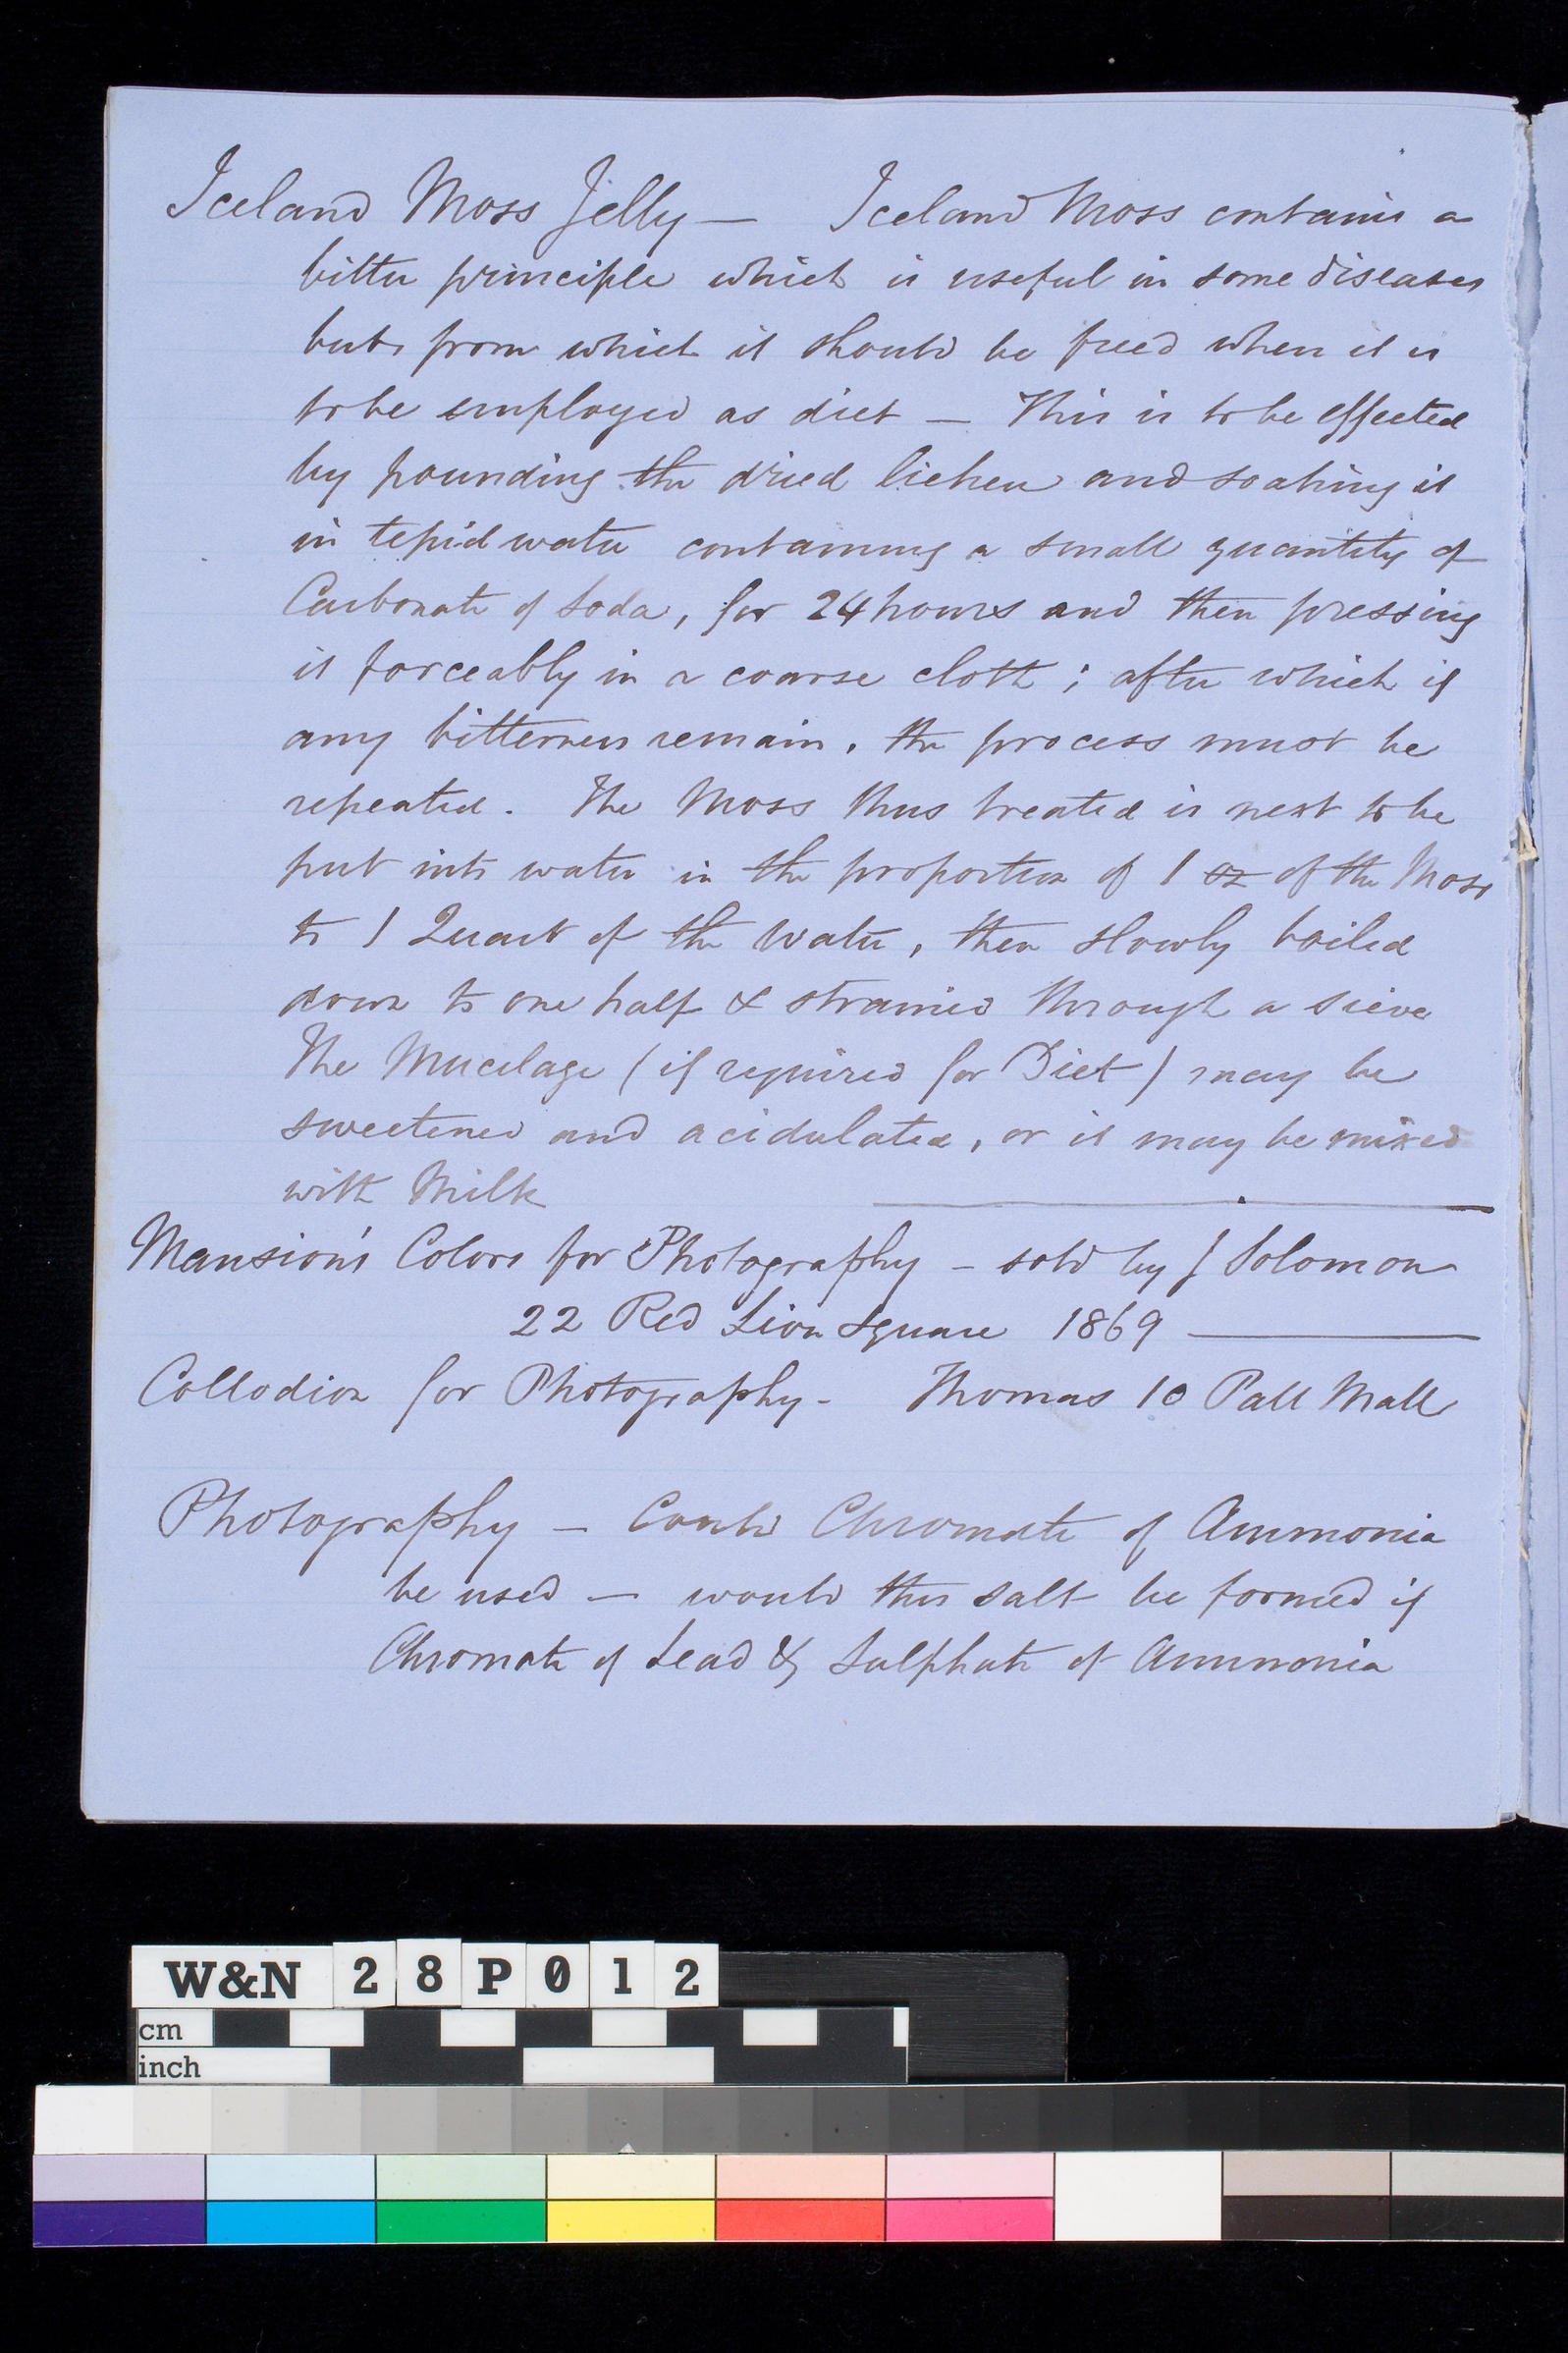 Iceland Moss Jelly — Iceland Moss contains a
bitter principle which is useful in some diseases
but from which it should be freed when it is
to be employed as diet — This is to be effected
by pounding the dried lichen and soaking it
in tepid water containing a small quantity of
Carbonate of Soda, for 24 hours and then pressing
it forceably in a coarse cloth; after which if
any bitterness remain, the process must be
repeated. The Moss thus treated is next to be
put into water in the proportion of 1 oz of the Moss
to 1 Quart of the Water, then slowly boiled
down to one half & strained through a sieve
The Mucilage (if required for Diet) may be
sweetened and acidulated, or it may be mixed
with Milk
Mansion's Colors for Photography – sold by J Solomon
22 Red Lion Square 1869
Collodion for Photography - Thomas 10 Pall Mall
Photography — Could Chromate of Ammonia
be used — would this salt be formed if
Chromate of Lead & Sulphate of Ammonia
W&N 28P012
cm
inch